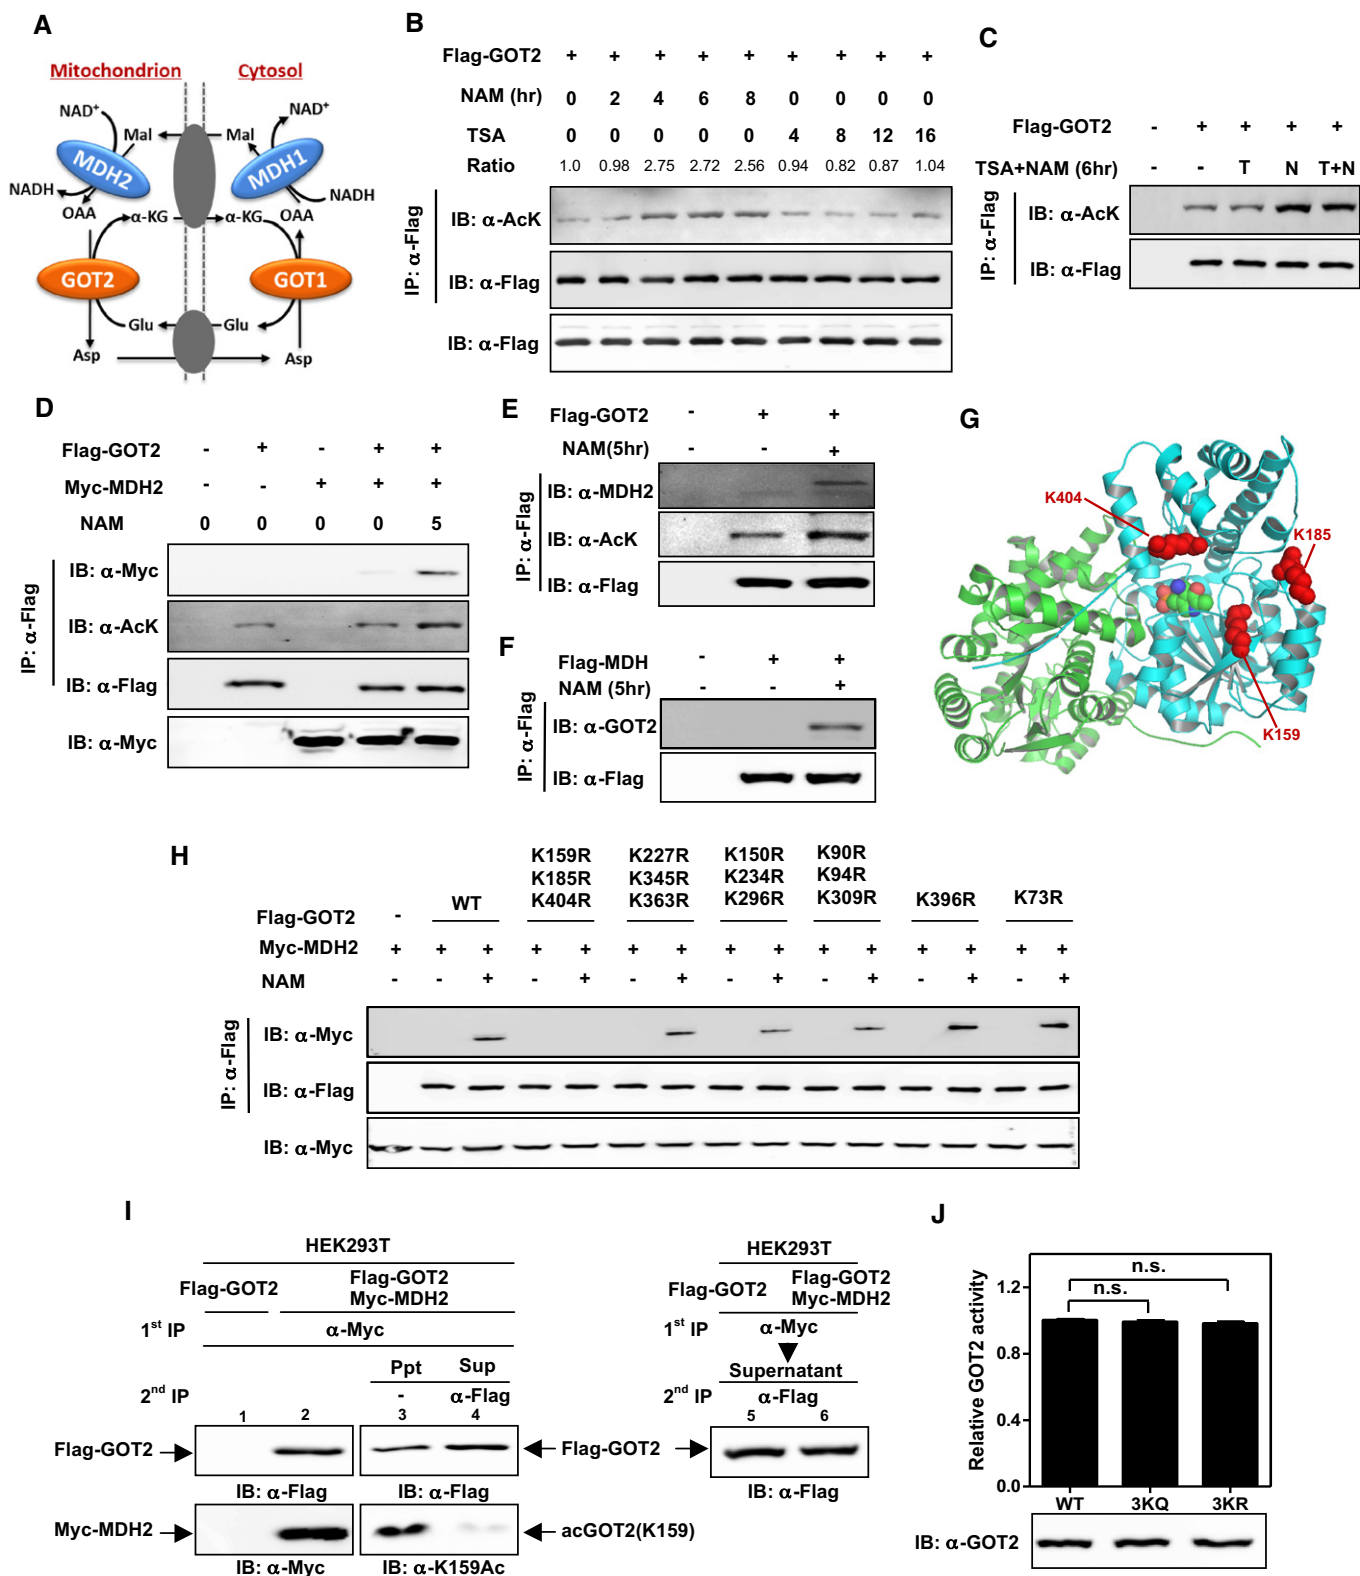 A
Mitochondrion Cytosol
NAD⁺ NAD⁺
Mal Mal
MDH2 MDH1
NADH NADH
OAA α-KG α-KG OAA
GOT2 GOT1
Glu Glu
Asp Asp
B
Flag-GOT2 + + + + + + + + +
NAM (hr) 0 2 4 6 8 0 0 0 0
TSA 0 0 0 0 0 4 8 12 16
Ratio 1.0 0.98 2.75 2.72 2.56 0.94 0.82 0.87 1.04
IP: α-Flag
IB: α-AcK
IB: α-Flag
IB: α-Flag
C
Flag-GOT2 - + + + +
TSA+NAM (6hr) - - T N T+N
IP: α-Flag
IB: α-AcK
IB: α-Flag
D
Flag-GOT2 - + - + +
Myc-MDH2 - - + + +
NAM 0 0 0 0 5
IP: α-Flag
IB: α-Myc
IB: α-AcK
IB: α-Flag
IB: α-Myc
E
Flag-GOT2 - + +
NAM(5hr) - - +
IP: α-Flag
IB: α-MDH2
IB: α-AcK
IB: α-Flag
F
Flag-MDH - + +
NAM (5hr) - - +
IP: α-Flag
IB: α-GOT2
IB: α-Flag
G
K404
K185
K159
H
K159R K227R K150R K90R
K185R K345R K234R K94R
WT K404R K363R K296R K309R K396R K73R
Flag-GOT2 -
Myc-MDH2 + + + + + + + + + + + + + + +
NAM - - + - + - + - + - + - + - +
IP: α-Flag
IB: α-Myc
IB: α-Flag
IB: α-Myc
I
HEK293T
Flag-GOT2 Flag-GOT2
Myc-MDH2
1st IP α-Myc
Ppt Sup
2nd IP - α-Flag
1 2 3 4
Flag-GOT2 Flag-GOT2
IB: α-Flag IB: α-Flag
Myc-MDH2 acGOT2(K159)
IB: α-Myc IB: α-K159Ac
HEK293T
Flag-GOT2 Flag-GOT2
Myc-MDH2
1st IP α-Myc
Supernatant
2nd IP α-Flag
5 6
IB: α-Flag
J
Relative GOT2 activity
1.2
0.8
0.4
0.0
n.s.
n.s.
WT 3KQ 3KR
IB: α-GOT2